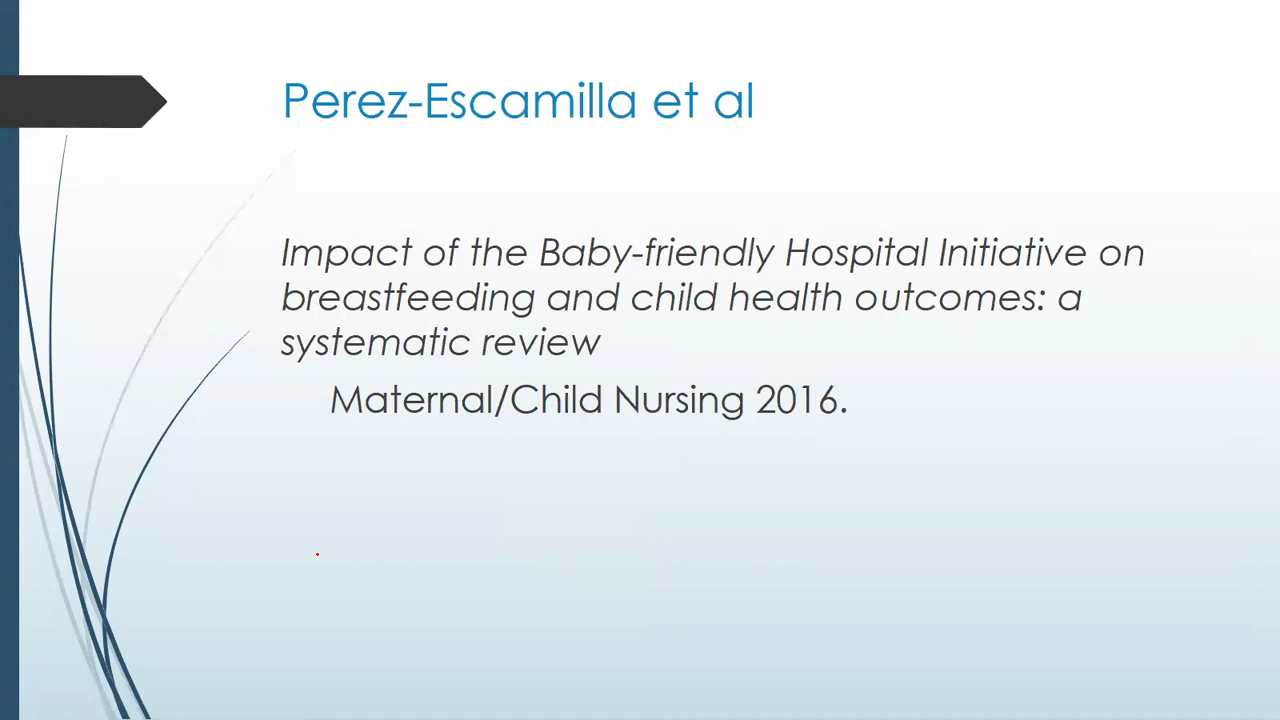 Perez-Escamilla et al
Impact of the Baby-friendly Hospital Initiative on
breastfeeding and child health outcomes: a
systematic review
Maternal/Child Nursing 2016.